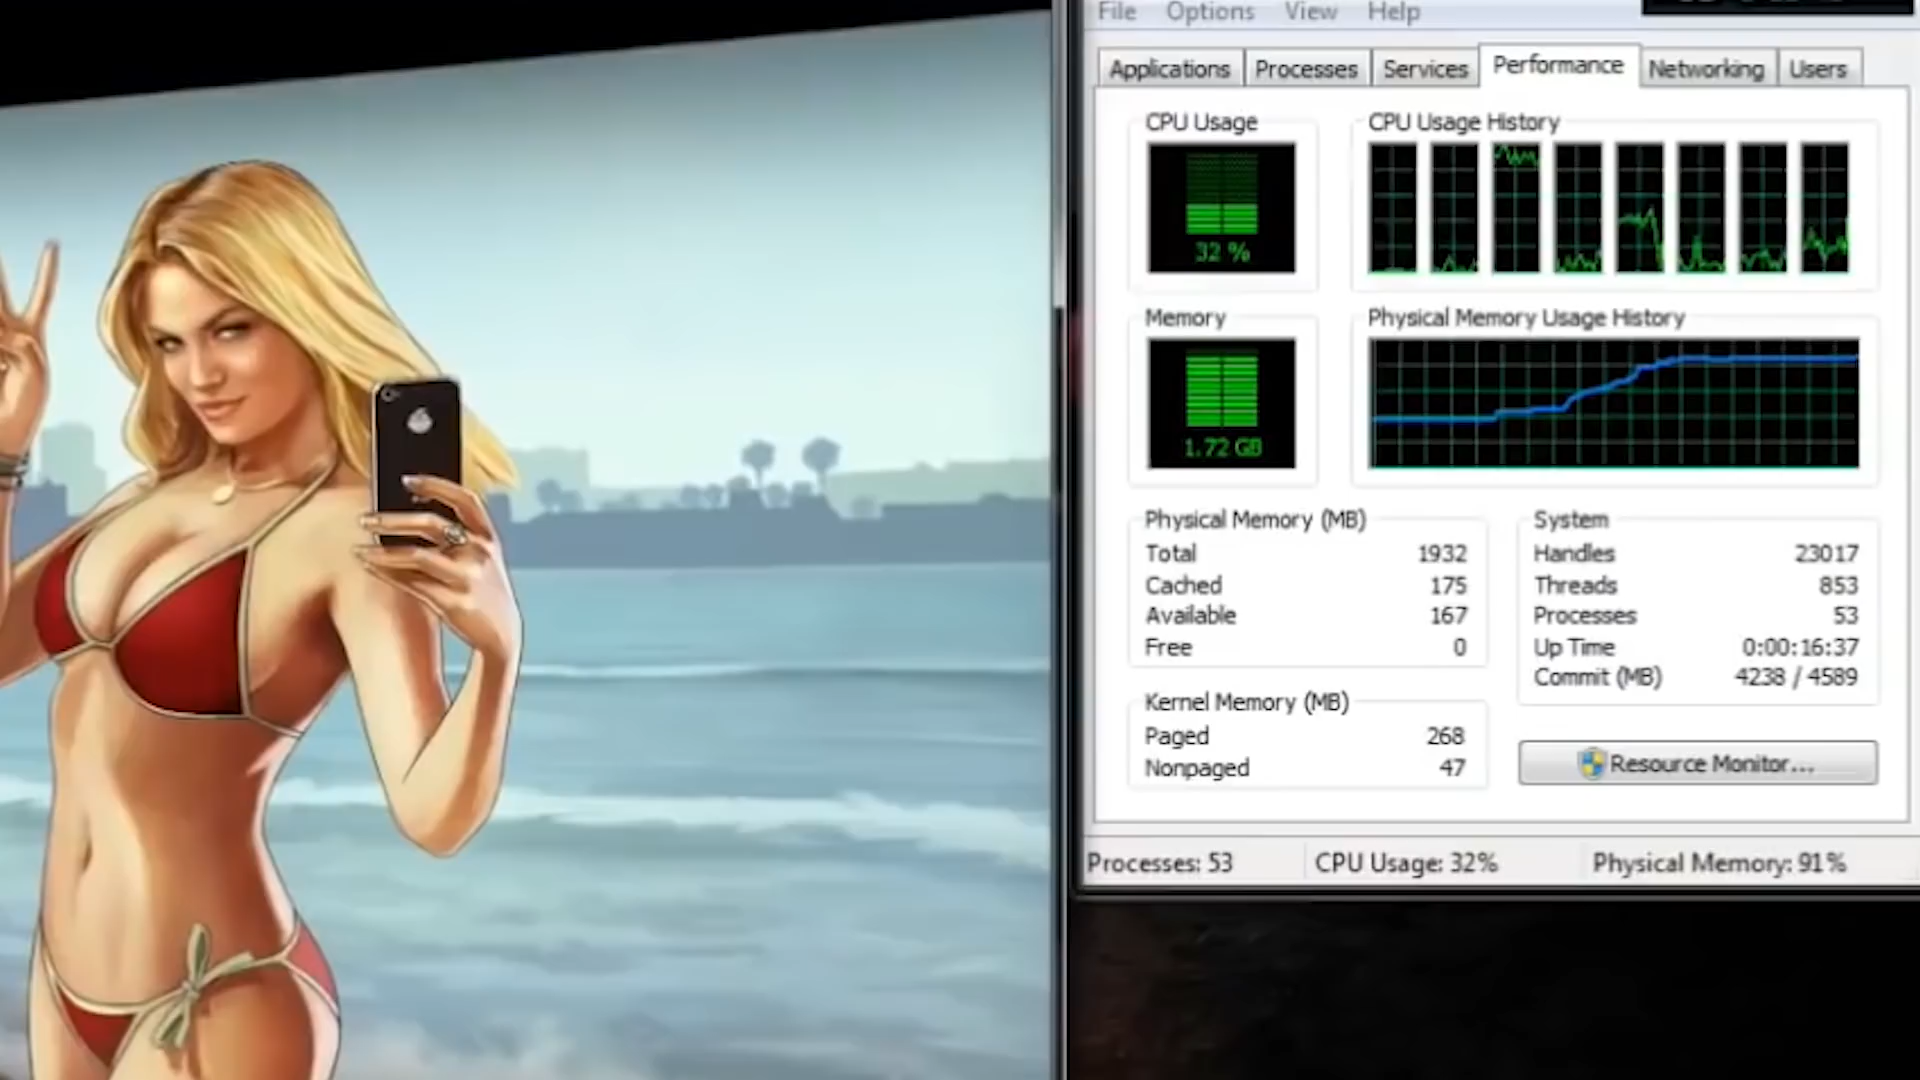 File Options View Help
Applications Processes Services Performance Networking Users
CPU Usage
32 %
CPU Usage History
Memory
1.72 GB
Physical Memory Usage History
Physical Memory (MB)
Total 1932
Cached 175
Available 167
Free 0
System
Handles 23017
Threads 853
Processes 53
Up Time 0:00:16:37
Commit (MB) 4238 / 4589
Kernel Memory (MB)
Paged 268
Nonpaged 47
Resource Monitor...
Processes: 53 CPU Usage: 32% Physical Memory: 91%